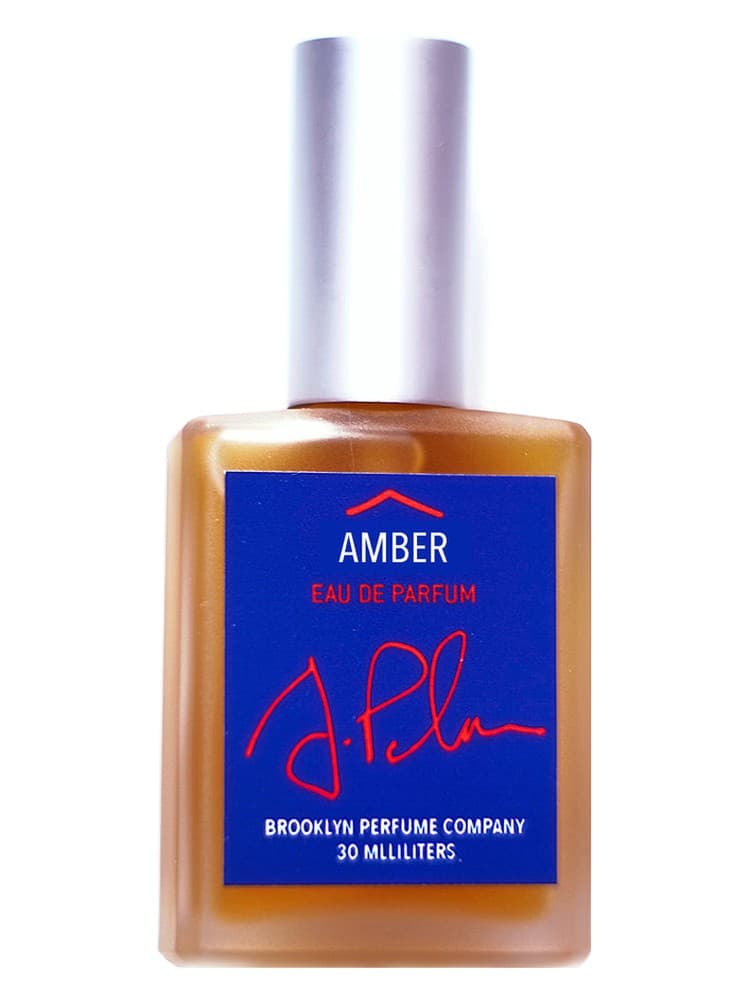 AMBER
EAU DE PARFUM
BROOKLYN PERFUME COMPANY
30 MLLILITERS